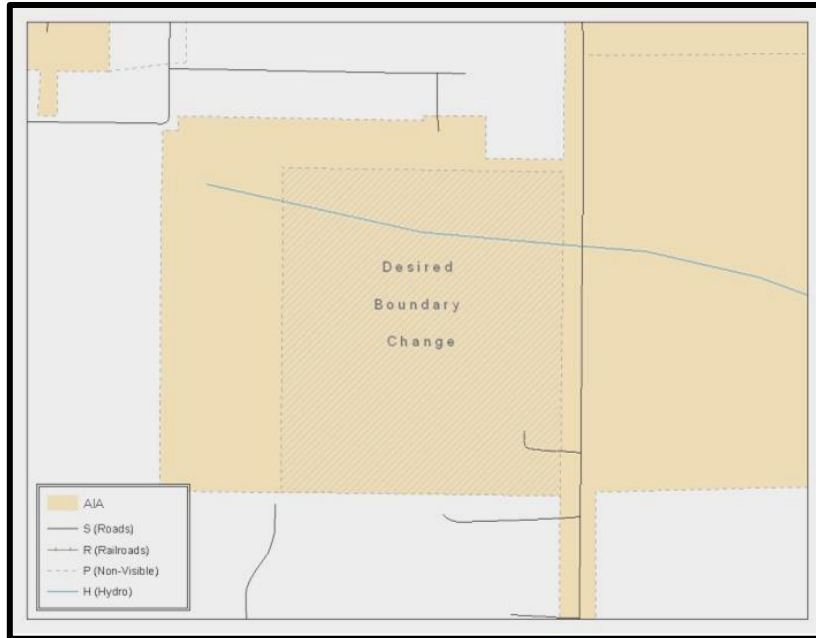 Desired
Boundary
Change
AIA
S (Roads)
R (Railroads)
P (Non-Visible)
H (Hydro)